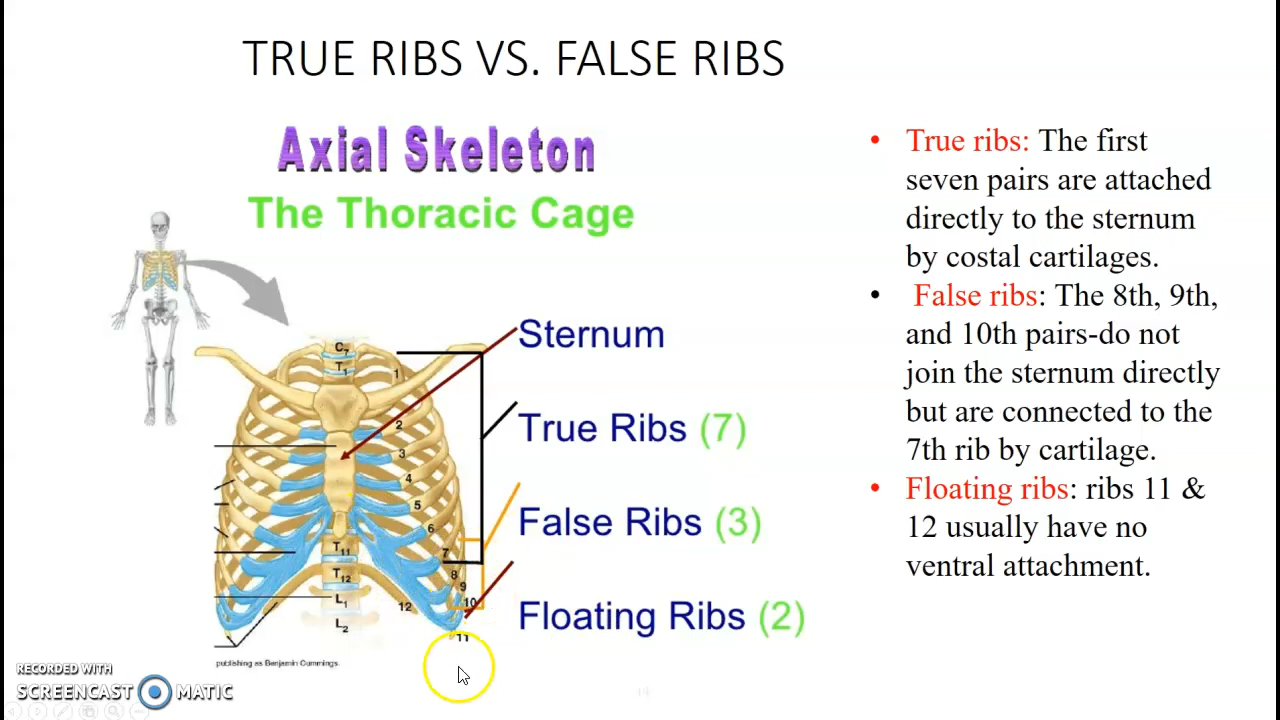 TRUE RIBS VS. FALSE RIBS
Axial Skeleton
The Thoracic Cage
Sternum
True Ribs (7)
False Ribs (3)
Floating Ribs (2)
C7
T1
1
2
3
4
5
6
7
8
9
10
11
12
T11
T12
L1
L2
publishing as Benjamin Cummings.
• True ribs: The first
seven pairs are attached
directly to the sternum
by costal cartilages.
• False ribs: The 8th, 9th,
and 10th pairs-do not
join the sternum directly
but are connected to the
7th rib by cartilage.
• Floating ribs: ribs 11 &
12 usually have no
ventral attachment.
14
RECORDED WITH
SCREENCAST MATIC